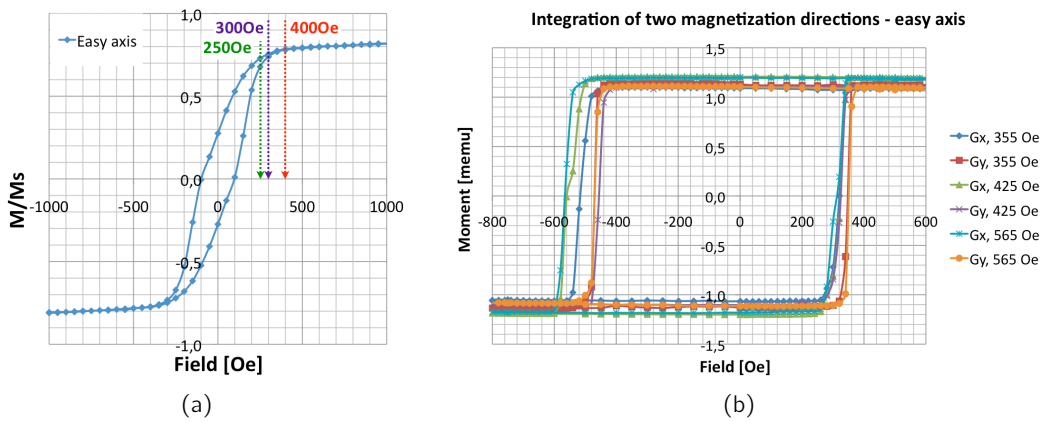 1,0
300Oe
400Oe
Easy axis
250Oe
0,5
M/Ms
0,0
-1000
-500
0
500
1000
-0,5
-1,0
Field [Oe]
(a)
Integration of two magnetization directions - easy axis
1,5
1,0
0,5
0,0
-800
-600
-400
-200
0
200
400
600
-0,5
-1,0
-1,5
Moment [memu]
Field [Oe]
Gx, 355 Oe
Gy, 355 Oe
Gx, 425 Oe
Gy, 425 Oe
Gx, 565 Oe
Gy, 565 Oe
(b)